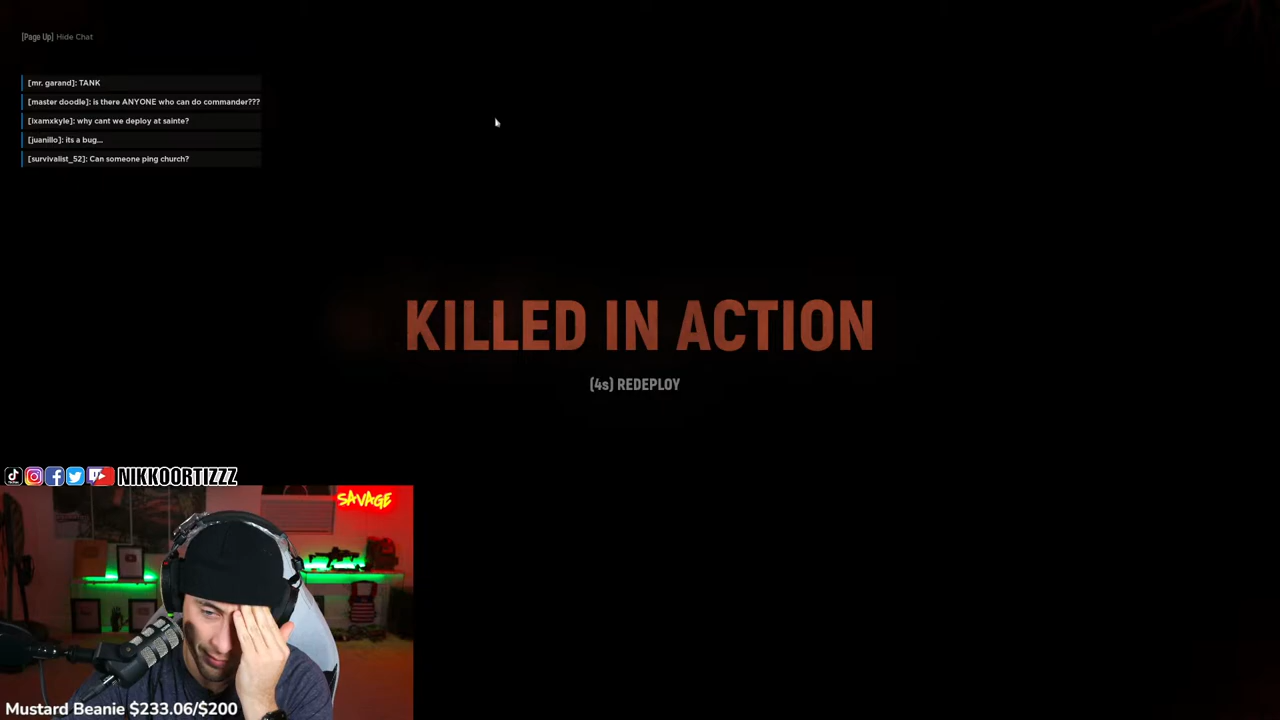 [Page Up] Hide Chat
[mr. garand]: TANK
[master doodle]: is there ANYONE who can do commander???
[ixamxkyle]: why cant we deploy at sainte?
[juanillo]: its a bug...
[survivalist_52]: Can someone ping church?
KILLED IN ACTION
(4s) REDEPLOY
NIKKOORTIZZZ
SAVAGE
Mustard Beanie $233.06/$200